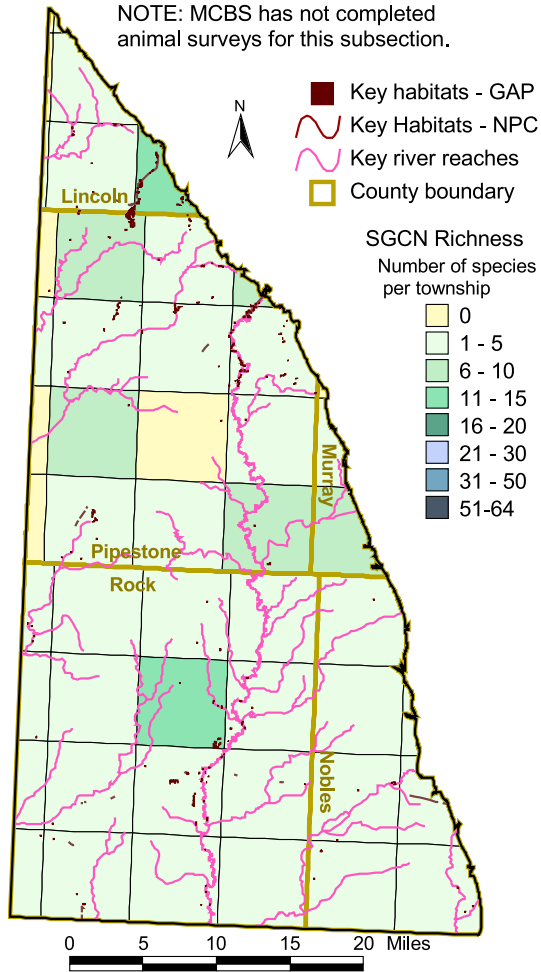 NOTE: MCBS has not completed
animal surveys for this subsection.
N
Key habitats - GAP
Key Habitats - NPC
Key river reaches
County boundary
SGCN Richness
Number of species
per township
0
1 - 5
6 - 10
11 - 15
16 - 20
21 - 30
31 - 50
51-64
Lincoln
Murray
Pipestone
Rock
Nobles
0 5 10 15 20 Miles